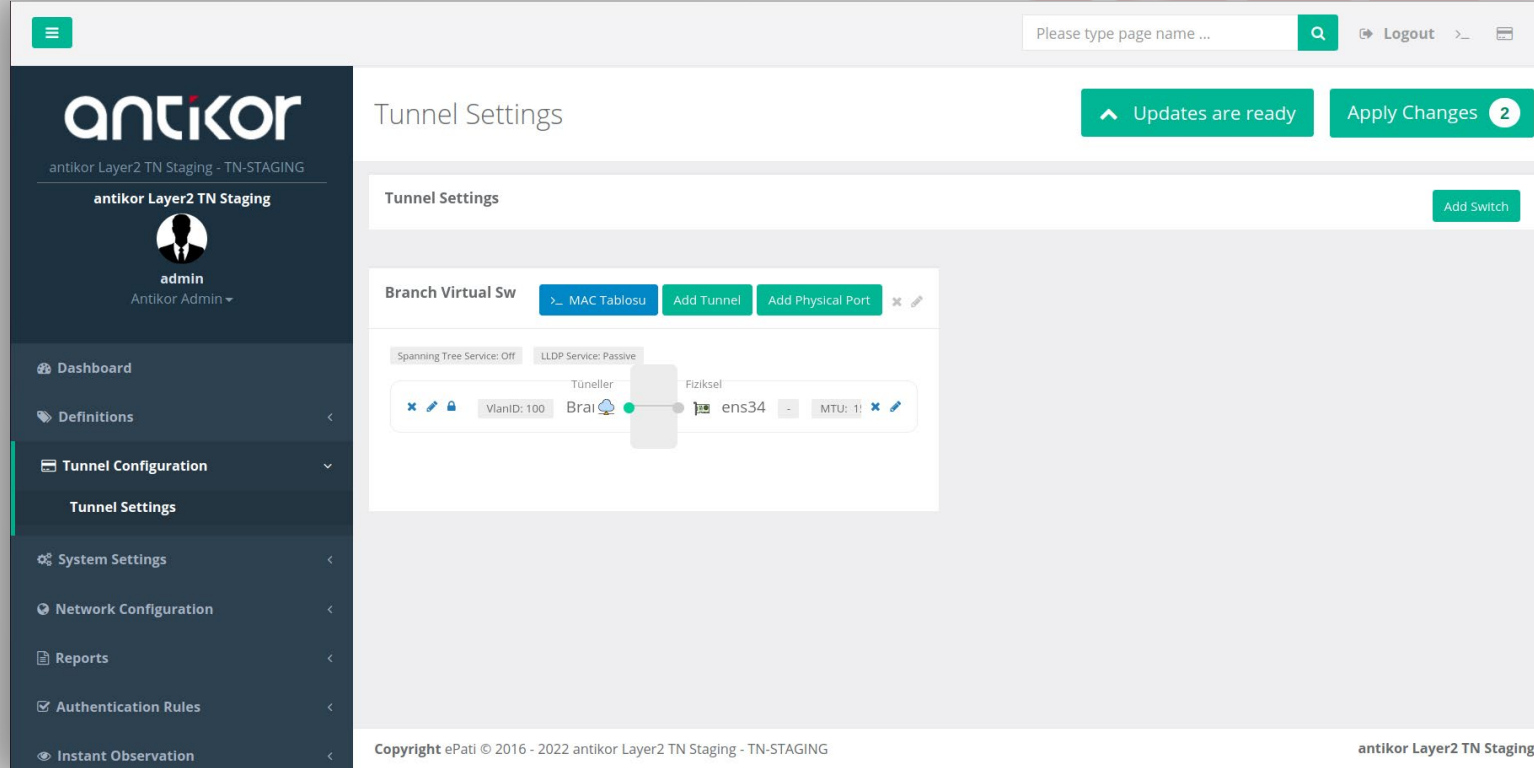 Please type page name ...
Logout
antikor
antikor Layer2 TN Staging - TN-STAGING
antikor Layer2 TN Staging
admin
Antikor Admin
Dashboard
Definitions
Tunnel Configuration
Tunnel Settings
System Settings
Network Configuration
Reports
Authentication Rules
Instant Observation
Tunnel Settings
Updates are ready
Apply Changes 2
Tunnel Settings
Add Switch
Branch Virtual Sw
>_ MAC Tablosu
Add Tunnel
Add Physical Port
Spanning Tree Service: Off
LLDP Service: Passive
Tüneller
Fiziksel
VlanID: 100
ens34
-
MTU:
Copyright ePati © 2016 - 2022 antikor Layer2 TN Staging - TN-STAGING
antikor Layer2 TN Staging